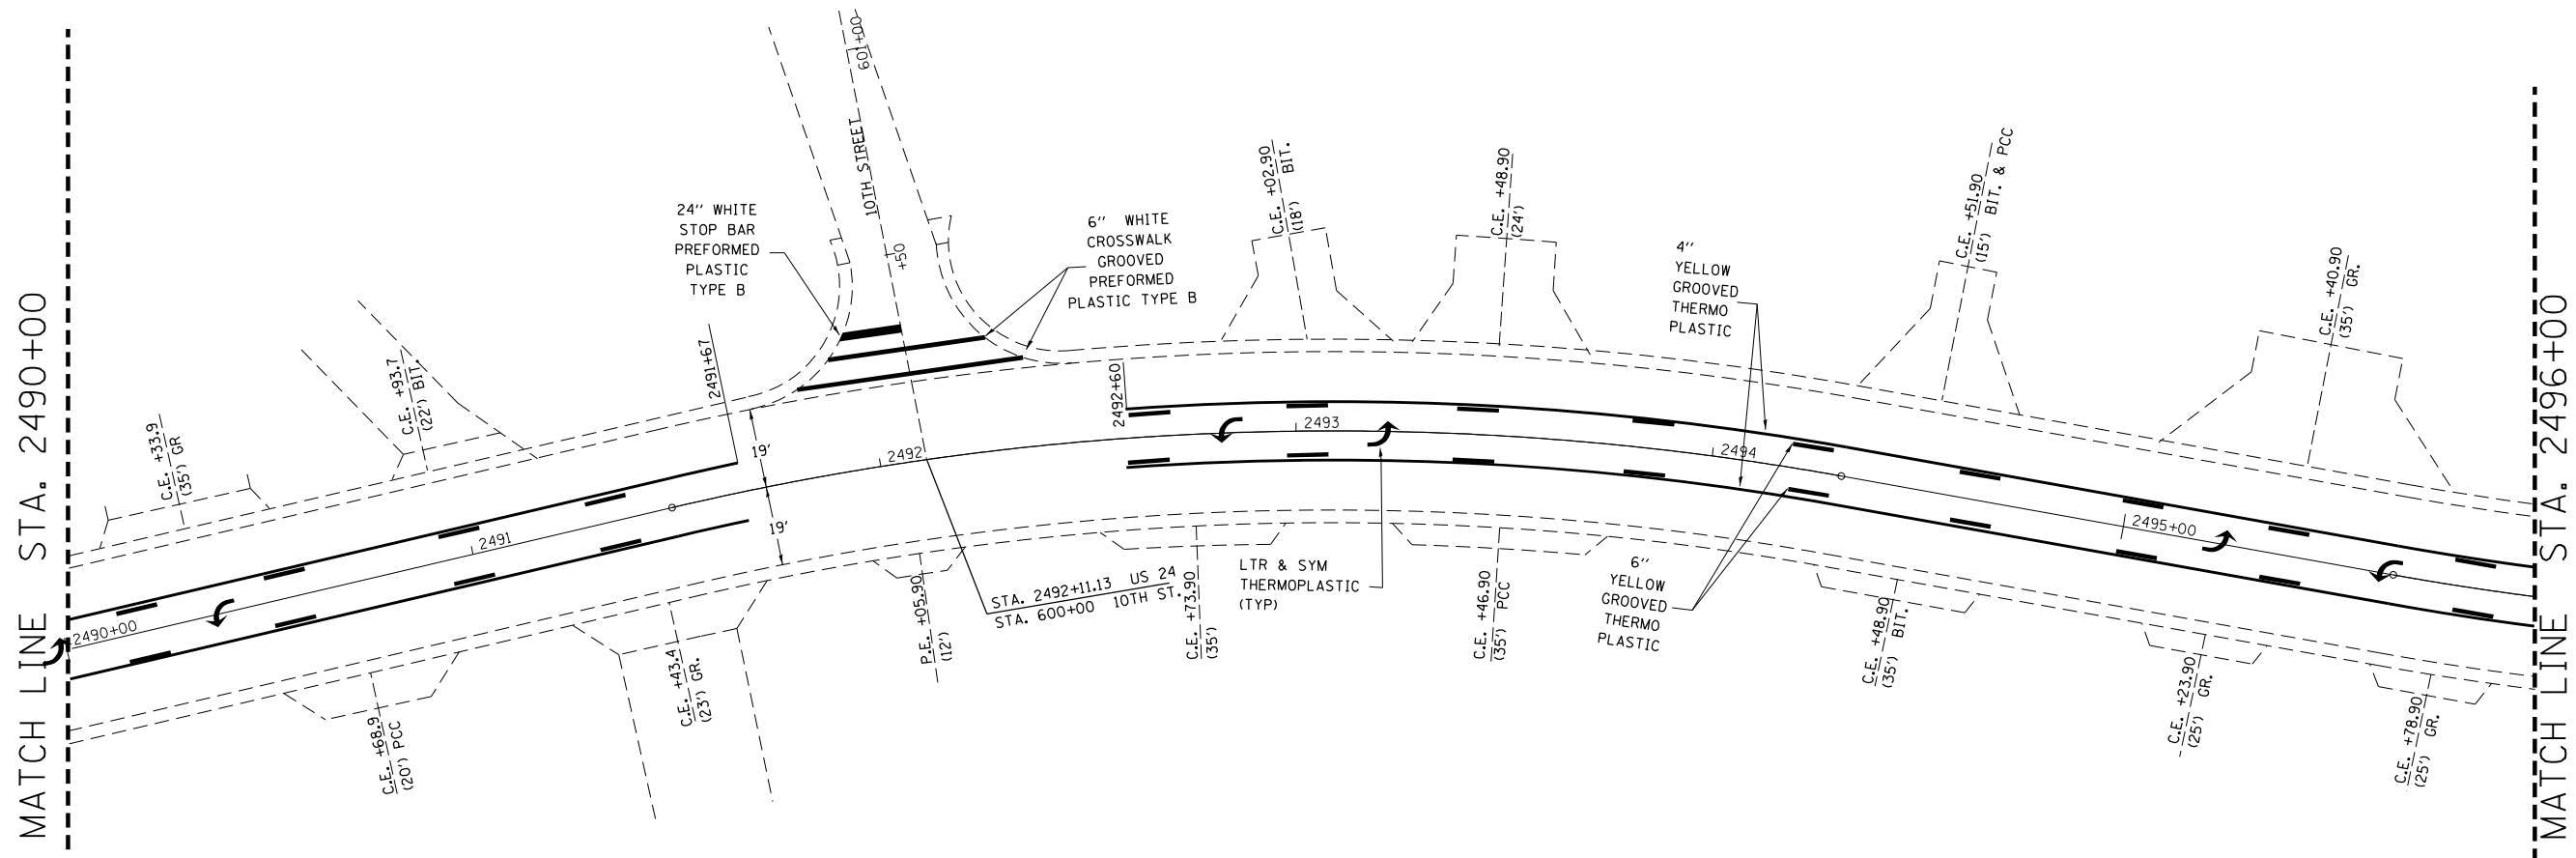 MATCH LINE STA. 2490+00
2490+00
C.E. +33.9
(35') GR
C.E. +93.7
(22') BIT.
C.E. +68.9
(20') PCC
2491
24'' WHITE
STOP BAR
PREFORMED
PLASTIC
TYPE B
2491+67
19'
19'
C.E. +43.4
(23') GR.
601+00
10TH STREET
+50
6'' WHITE
CROSSWALK
GROOVED
PREFORMED
PLASTIC TYPE B
2492
P.E. +05.90
(12')
STA. 2492+11.13 US 24
STA. 600+00 10TH ST.
2492+60
C.E. +73.90
(35')
C.E. +02.90
(18') BIT.
2493
LTR & SYM
THERMOPLASTIC
(TYP)
C.E. +48.90
(24')
C.E. +46.90
(35') PCC
4''
YELLOW
GROOVED
THERMO
PLASTIC
2494
6''
YELLOW
GROOVED
THERMO
PLASTIC
C.E. +51.90
(15') BIT. & PCC
C.E. +48.90
(35') BIT.
2495+00
C.E. +23.90
(25') GR.
C.E. +40.90
(35') GR.
C.E. +78.90
(25') GR.
MATCH LINE STA. 2496+00